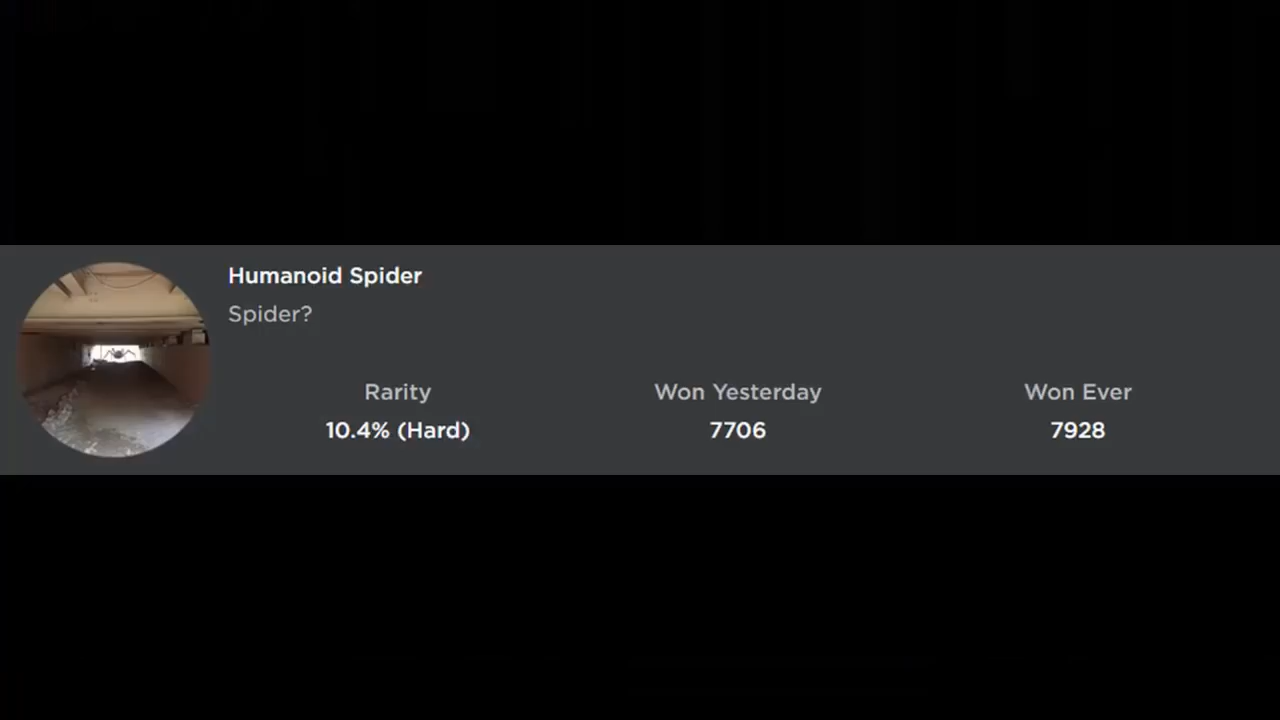 Humanoid Spider
Spider?
Rarity Won Yesterday Won Ever
10.4% (Hard) 7706 7928